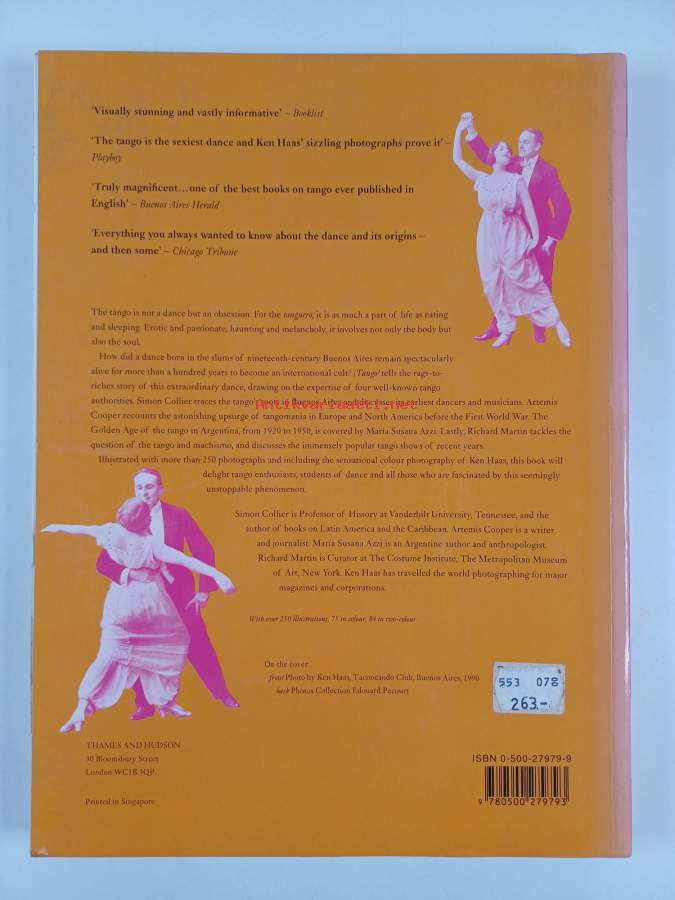 ‘Visually stunning and vastly informative’ – Booklist
‘The tango is the sexiest dance and Ken Haas’ sizzling photographs prove it’ –
Playboy
‘Truly magnificent…one of the best books on tango ever published in
English’ – Buenos Aires Herald
‘Everything you always wanted to know about the dance and its origins –
and then some’ – Chicago Tribune
The tango is not a dance but an obsession. For the tanguero, it is as much a part of life as eating
and sleeping. Erotic and passionate, haunting and melancholy, it involves not only the body but
also the soul.
How did a dance born in the slums of nineteenth-century Buenos Aires remain spectacularly
alive for more than a hundred years to become an international cult? ¡Tango! tells the rags-to-
riches story of this extraordinary dance, drawing on the expertise of four well-known tango
authorities. Simon Collier traces the tango's roots in Buenos Aires and discusses its earliest dancers and musicians. Artemis
Antikvariaatti.net
Cooper recounts the astonishing upsurge of tangomania in Europe and North America before the First World War. The
Golden Age of the tango in Argentina, from 1920 to 1950, is covered by María Susana Azzi. Lastly, Richard Martin tackles the
question of the tango and machismo, and discusses the immensely popular tango shows of recent years.
Illustrated with more than 250 photographs and including the sensational colour photography of Ken Haas, this book will
delight tango enthusiasts, students of dance and all those who are fascinated by this seemingly
unstoppable phenomenon.
Simon Collier is Professor of History at Vanderbilt University, Tennessee, and the
author of books on Latin America and the Caribbean. Artemis Cooper is a writer
and journalist. María Susana Azzi is an Argentine author and anthropologist.
Richard Martin is Curator at The Costume Institute, The Metropolitan Museum
of Art, New York. Ken Haas has travelled the world photographing for major
magazines and corporations.
With over 250 illustrations, 75 in colour, 84 in two-colour
On the cover:
front Photo by Ken Haas, Taconeando Club, Buenos Aires, 1990
back Photos Collection Edouard Pecourt
553 078
263.-
THAMES AND HUDSON
30 Bloomsbury Street
London WC1B 3QP
Printed in Singapore
ISBN 0-500-27979-9
9 780500 279793